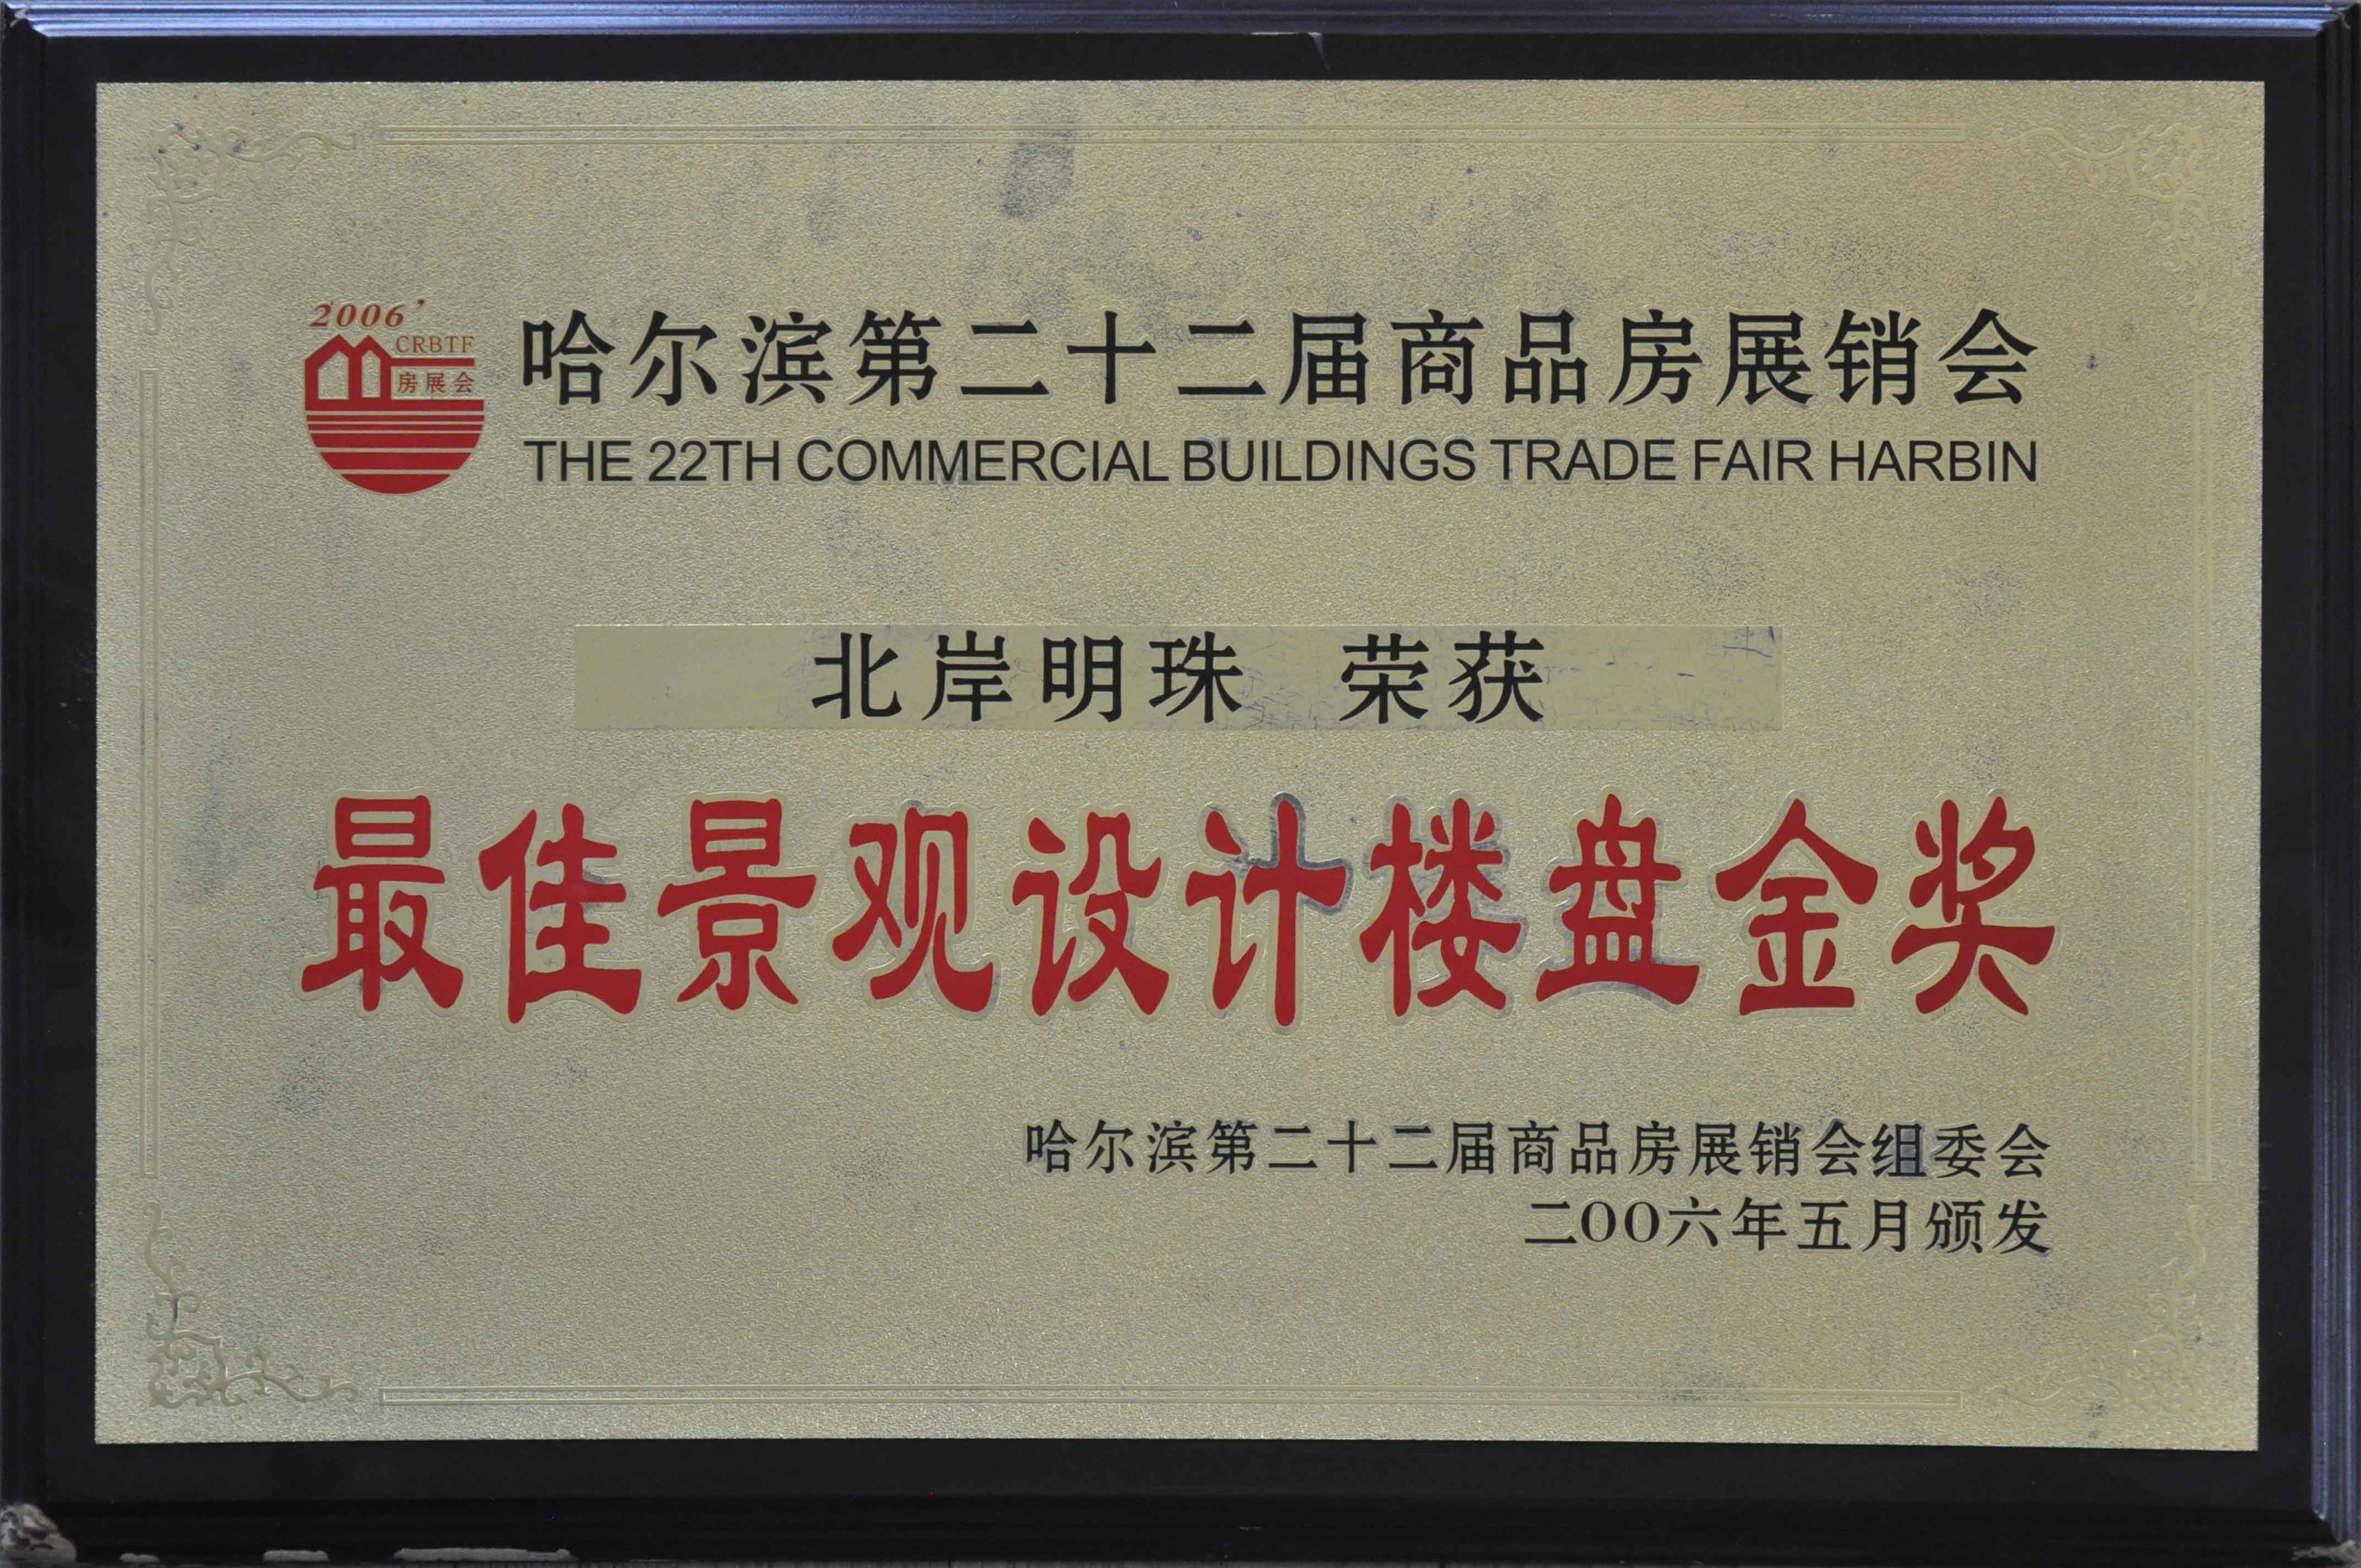 2006'
CRBTF
房展会
哈尔滨第二十二届商品房展销会
THE 22TH COMMERCIAL BUILDINGS TRADE FAIR HARBIN
北岸明珠 荣获
最佳景观设计楼盘金奖
哈尔滨第二十二届商品房展销会组委会
二OO六年五月颁发